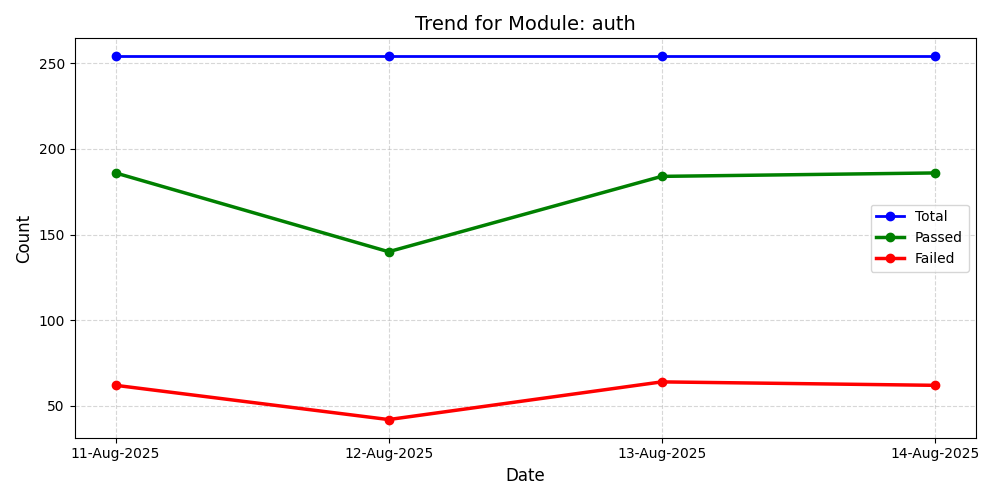 Trend for Module: auth
250
200
150
100
50
Count
Total
Passed
Failed
11-Aug-2025
12-Aug-2025
13-Aug-2025
14-Aug-2025
Date